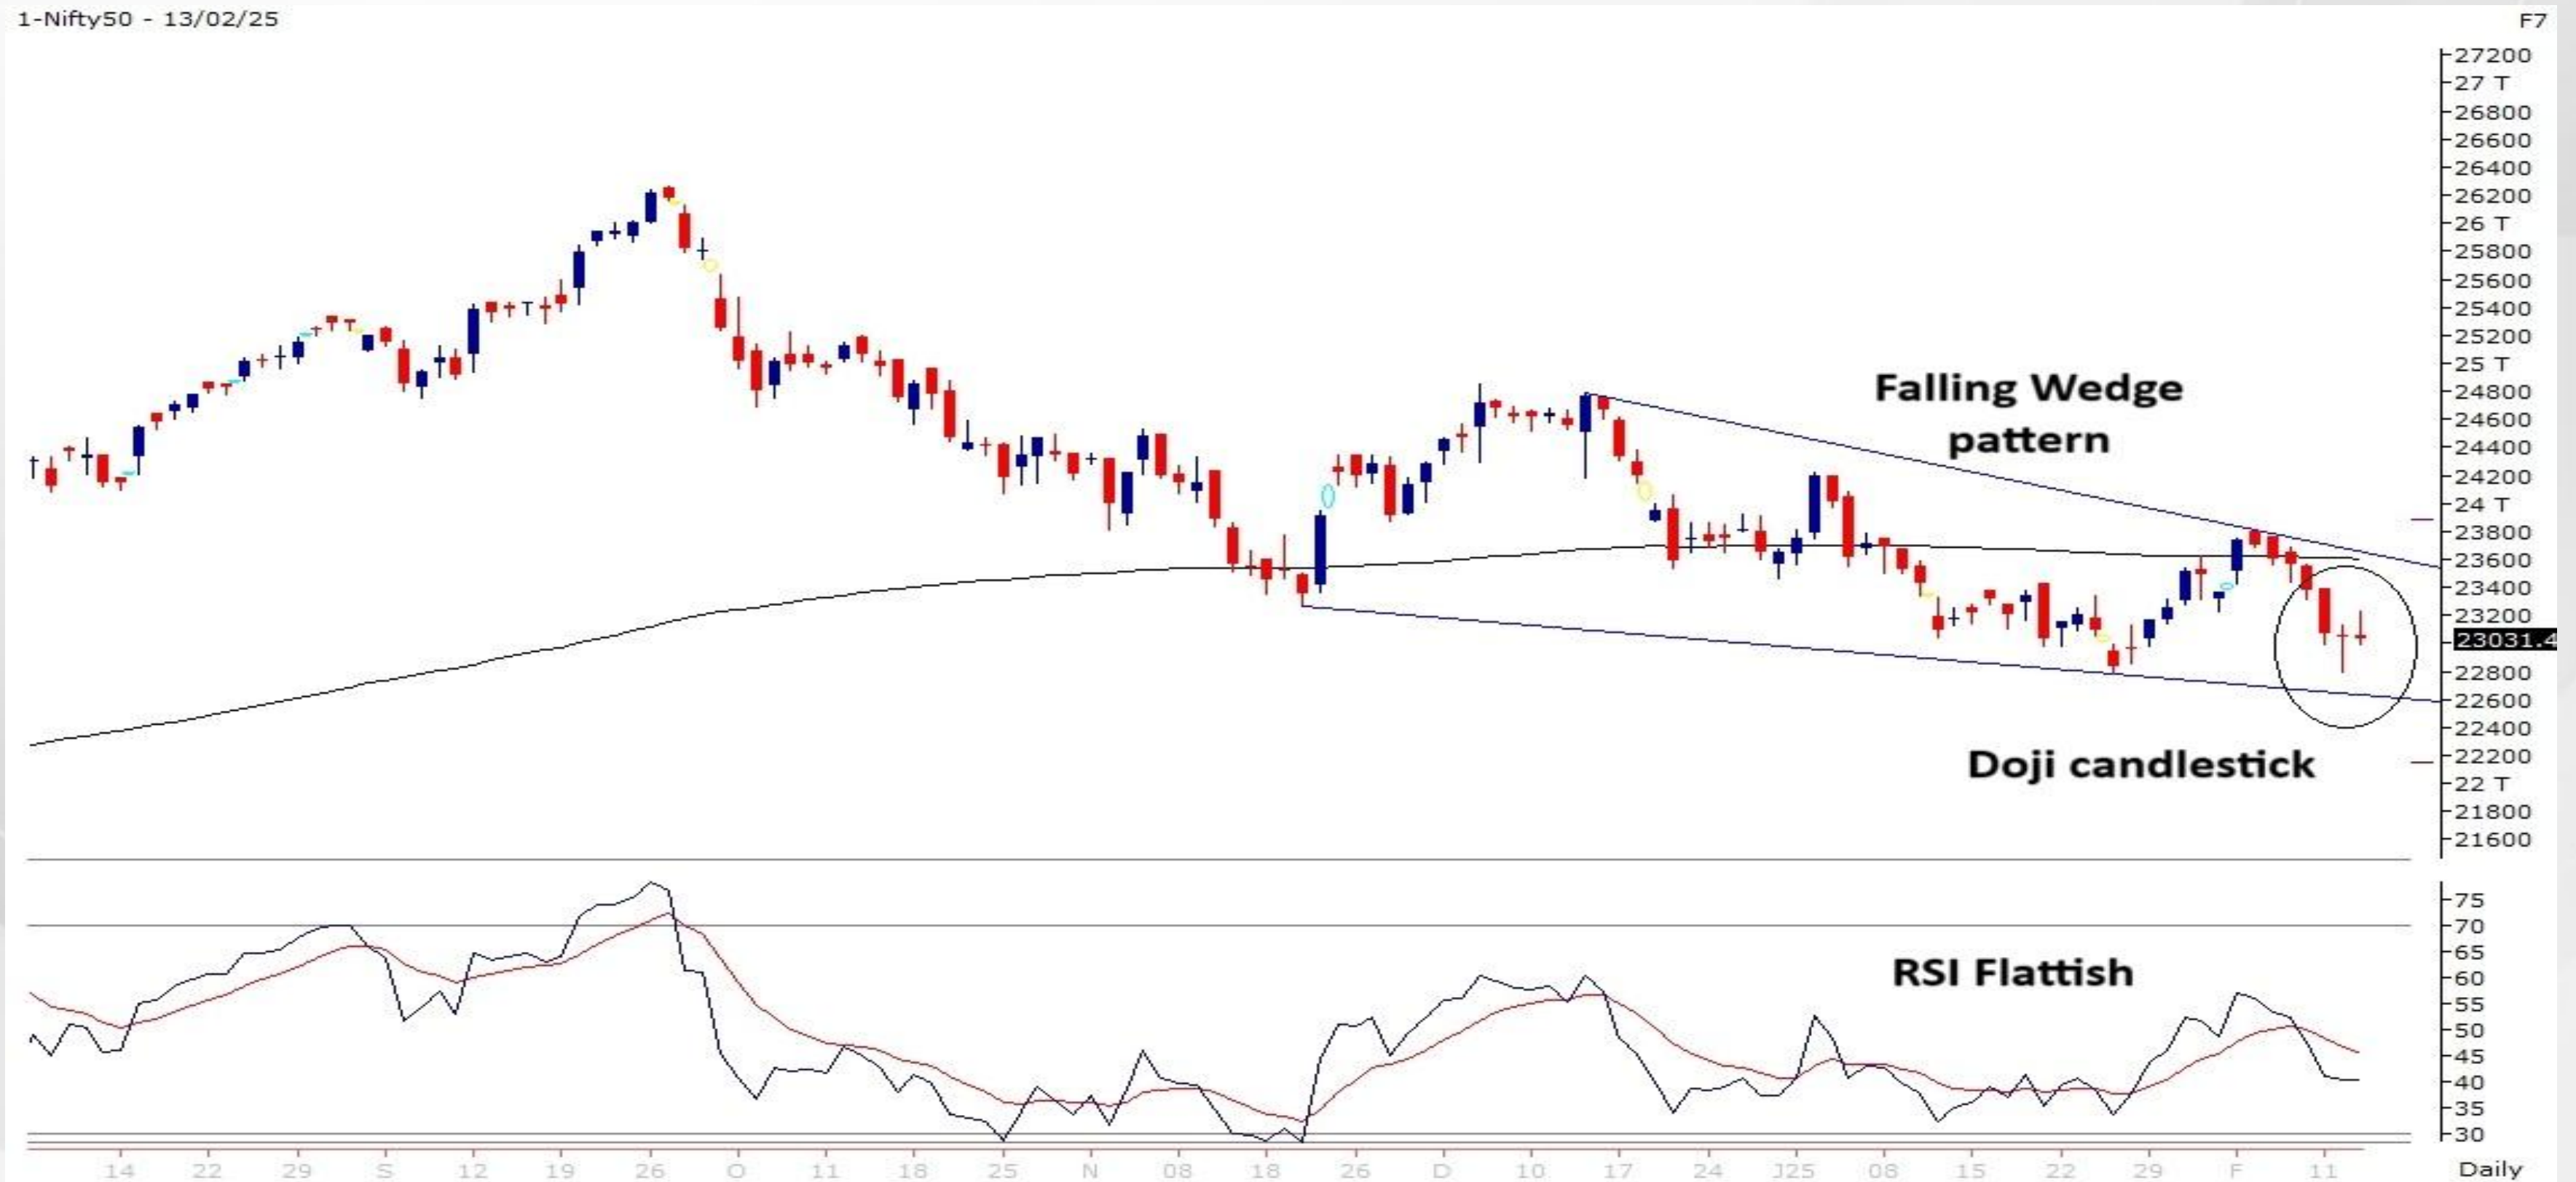 1-Nifty50 - 13/02/25
F7
27200
27 T
26800
26600
26400
26200
26 T
25800
25600
25400
25200
25 T
24800
24600
24400
24200
24 T
23800
23600
23400
23200
23031.4
22800
22600
22400
22200
22 T
21800
21600
Falling Wedge
pattern
Doji candlestick
75
70
65
60
55
50
45
40
35
30
RSI Flattish
14 22 29 S 12 19 26 O 11 18 25 N 08 18 26 D 10 17 24 J25 08 15 22 29 F 11
Daily